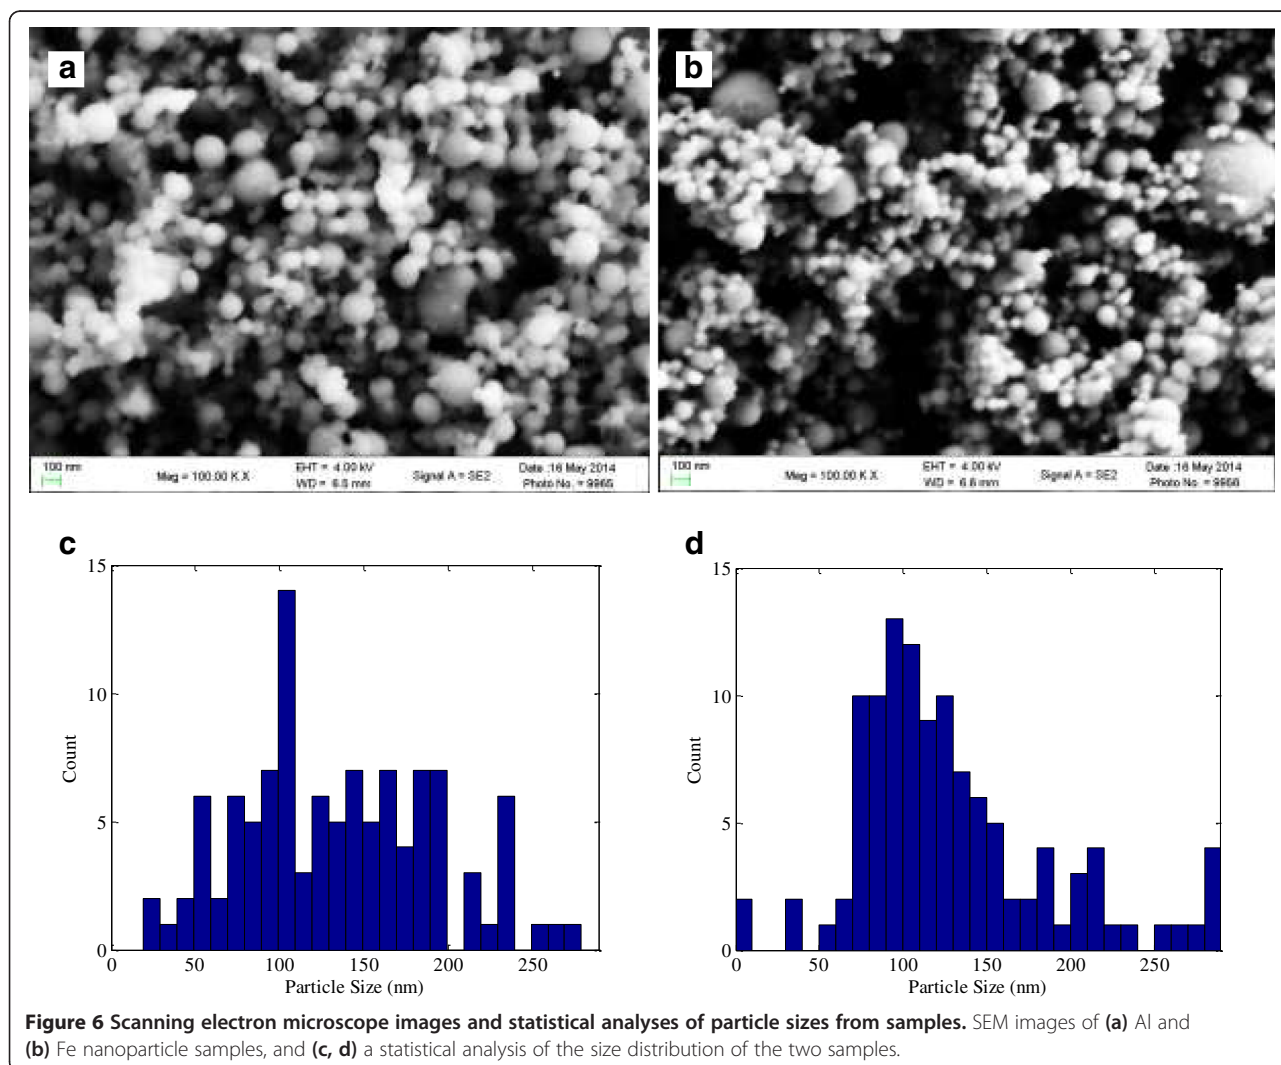 a
b
100 nm
Mag = 100.00 K X
EHT = 4.00 kV
WD = 6.6 mm
Signal A = SE2
Date :16 May 2014
Photo No. = 9965
100 nm
Mag = 100.00 K X
EHT = 4.00 kV
WD = 6.6 mm
Signal A = SE2
Date :16 May 2014
Photo No. = 9966
c
15
10
5
0
Count
0 50 100 150 200 250
Particle Size (nm)
d
15
10
5
0
Count
0 50 100 150 200 250
Particle Size (nm)
Figure 6 Scanning electron microscope images and statistical analyses of particle sizes from samples. SEM images of (a) Al and
(b) Fe nanoparticle samples, and (c, d) a statistical analysis of the size distribution of the two samples.